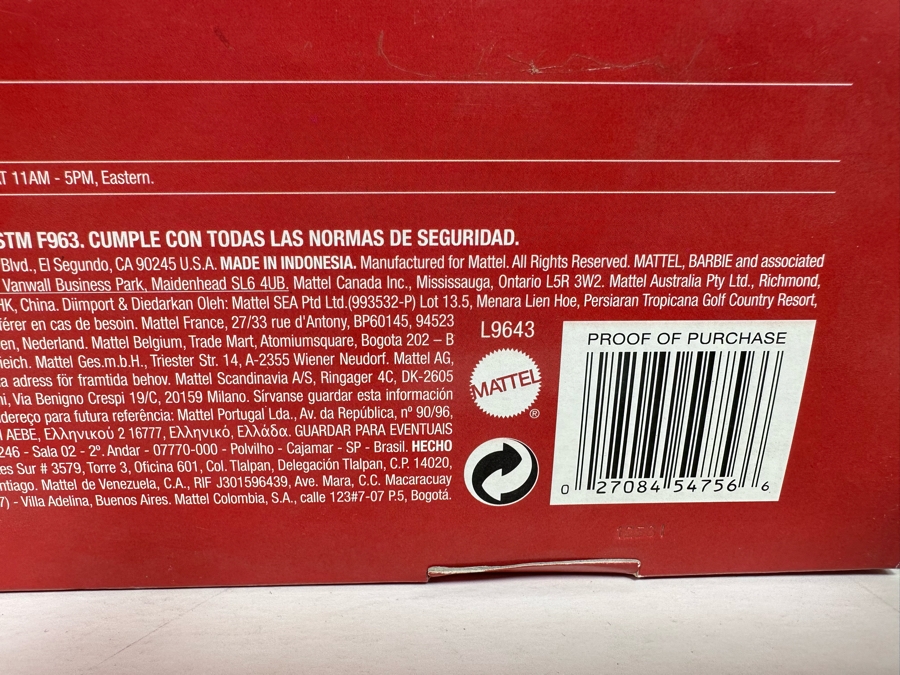 T 11AM - 5PM, Eastern.
STM F963. CUMPLE CON TODAS LAS NORMAS DE SEGURIDAD.
Blvd., El Segundo, CA 90245 U.S.A. MADE IN INDONESIA. Manufactured for Mattel. All Rights Reserved. MATTEL, BARBIE and associated
Vanwall Business Park, Maidenhead SL6 4UB. Mattel Canada Inc., Mississauga, Ontario L5R 3W2. Mattel Australia Pty Ltd., Richmond,
HK, China. Diimport & Diedarkan Oleh: Mattel SEA Ptd Ltd.(993532-P) Lot 13.5, Menara Lien Hoe, Persiaran Tropicana Golf Country Resort,
férer en cas de besoin. Mattel France, 27/33 rue d'Antony, BP60145, 94523
en, Nederland. Mattel Belgium, Trade Mart, Atomiumsquare, Bogota 202 – B
eich. Mattel Ges.m.b.H., Triester Str. 14, A-2355 Wiener Neudorf. Mattel AG,
a adress för framtida behov. Mattel Scandinavia A/S, Ringager 4C, DK-2605
ni, Via Benigno Crespi 19/C, 20159 Milano. Sirvanse guardar esta información
dereço para futura referência: Mattel Portugal Lda., Av. da República, nº 90/96,
AEBE, Ελληνικού 2 16777, Ελληνικό, Ελλάδα. GUARDAR PARA EVENTUAIS
246 - Sala 02 - 2º. Andar - 07770-000 - Polvilho - Cajamar - SP - Brasil. HECHO
es Sur # 3579, Torre 3, Oficina 601, Col. Tlalpan, Delegación Tlalpan, C.P. 14020,
ntiago. Mattel de Venezuela, C.A., RIF J301596439, Ave. Mara, C.C. Macaracuay
7) - Villa Adelina, Buenos Aires. Mattel Colombia, S.A., calle 123#7-07 P.5, Bogotá.
L9643
MATTEL
®
PROOF OF PURCHASE
0 27084 54756 6